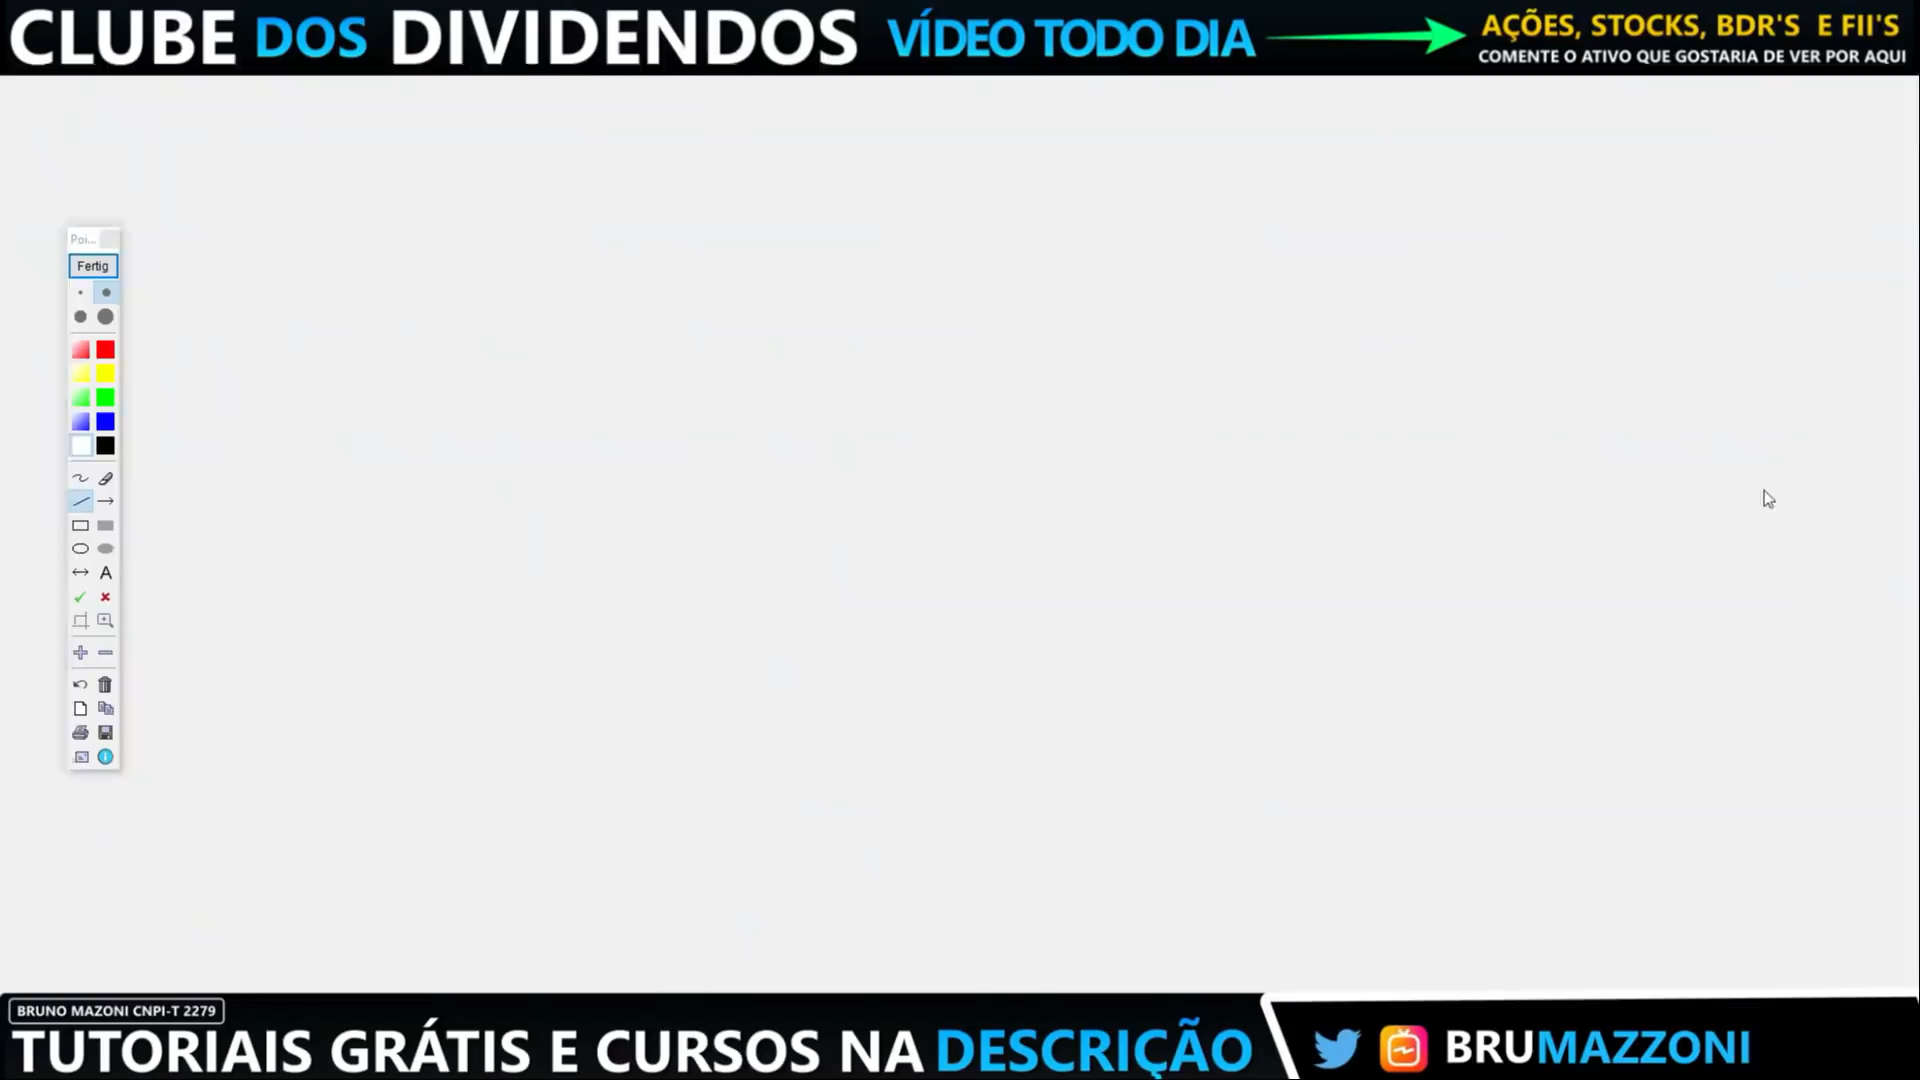 CLUBE DOS DIVIDENDOS
VÍDEO TODO DIA
AÇÕES, STOCKS, BDR'S E FII'S
COMENTE O ATIVO QUE GOSTARIA DE VER POR AQUI
Poi...
Fertig
A
BRUNO MAZONI CNPI-T 2279
TUTORIAIS GRÁTIS E CURSOS NA DESCRIÇÃO
BRUMAZZONI